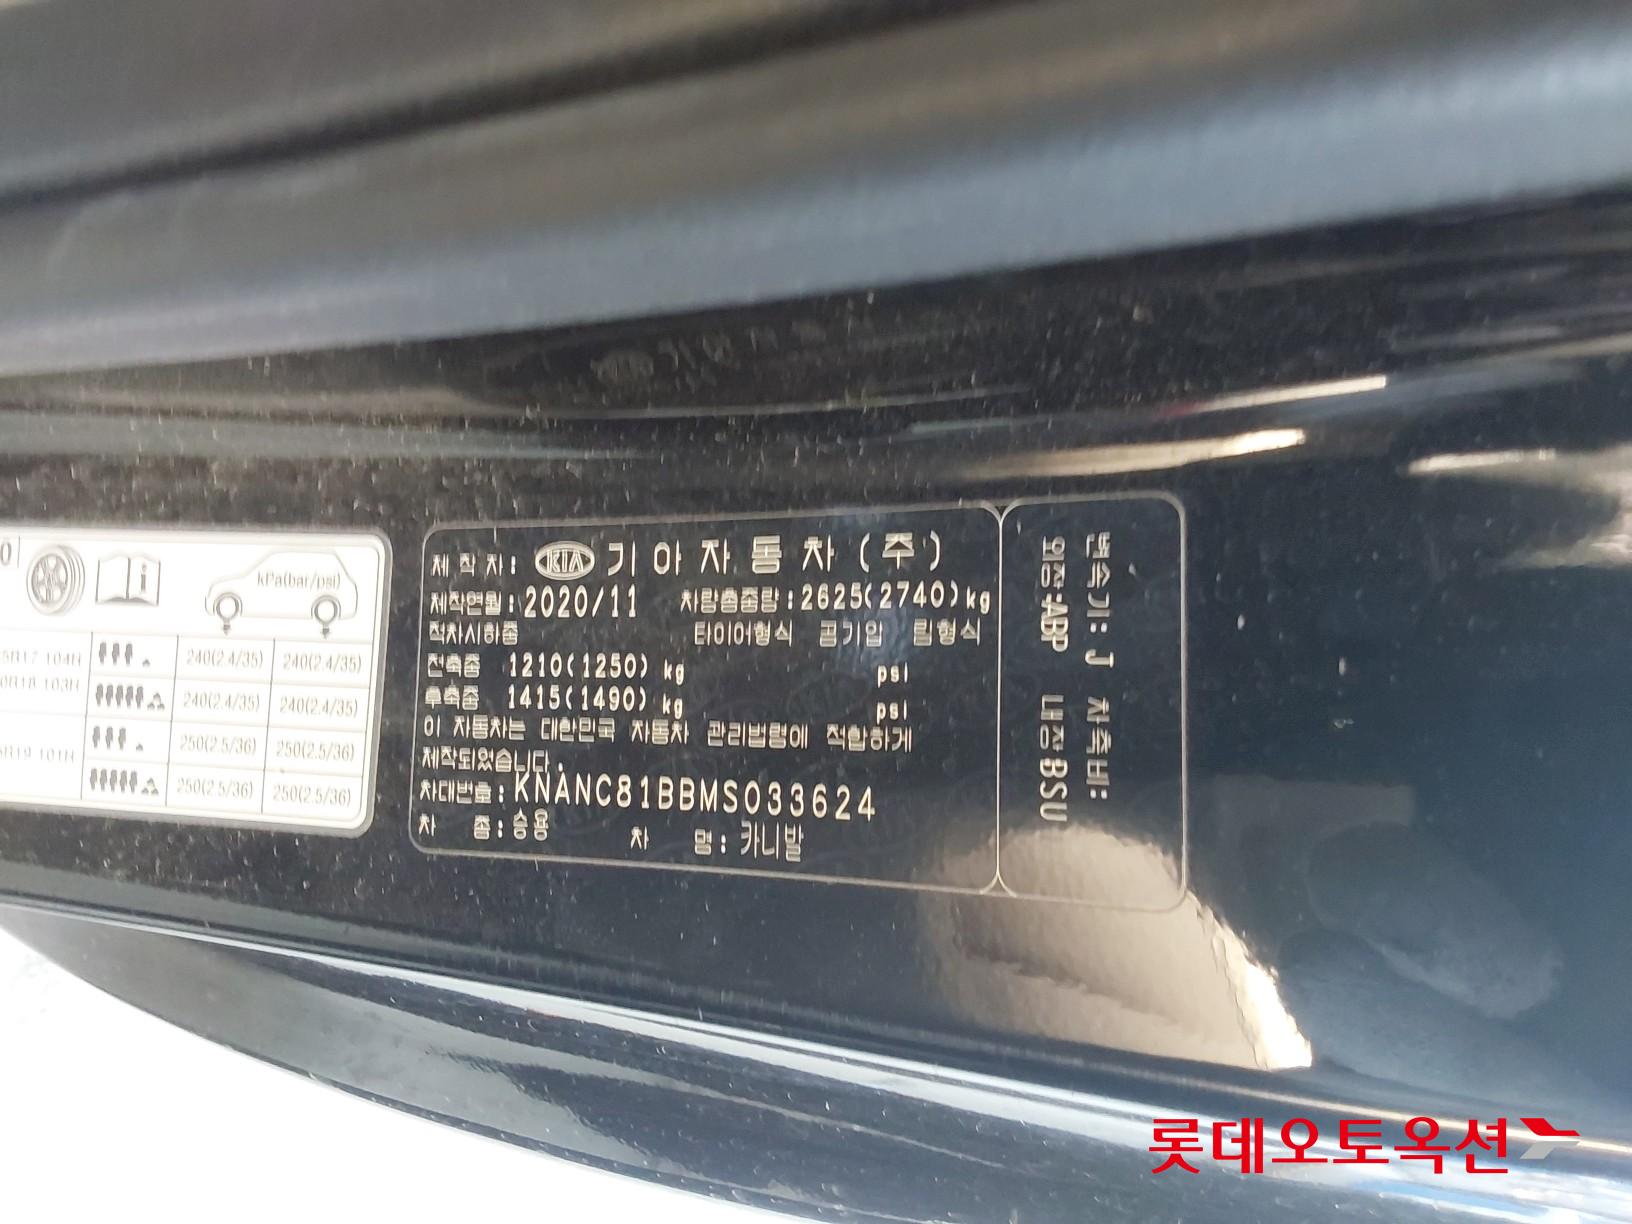 kPa(bar/psi)
5R17 104H
240(2.4/35) 240(2.4/35)
0R18 103H
240(2.4/35) 240(2.4/35)
5R19 101H
250(2.5/36) 250(2.5/36)
250(2.5/36) 250(2.5/36)
제 작 자 : KIA 기 아 자 동 차 (주)
제작연월 : 2020/11 차량총중량 : 2625(2740) kg
적차시하중 타이어형식 공기압 림형식
전축중 1210(1250) kg psi
후축중 1415(1490) kg psi
이 자동차는 대한민국 자동차 관리법령에 적합하게
제작되었습니다.
차대번호 : KNANC81BBMS033624
차 종 : 승용 차 명 : 카니발
변속기: J 차축비:
외장:ABP 내장:BSU
롯데오토옥션